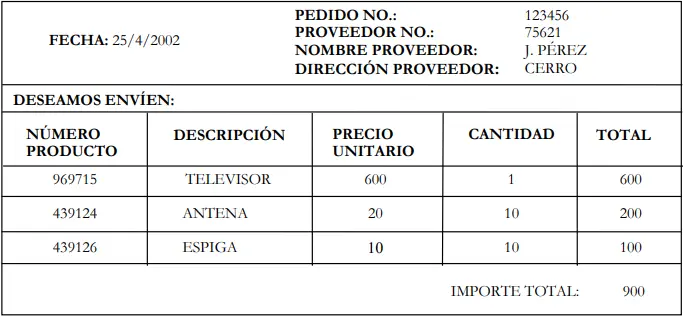 FECHA: 25/4/2002
PEDIDO NO.: 123456
PROVEEDOR NO.: 75621
NOMBRE PROVEEDOR: J. PÉREZ
DIRECCIÓN PROVEEDOR: CERRO
DESEAMOS ENVÍEN:
NÚMERO PRODUCTO DESCRIPCIÓN PRECIO UNITARIO CANTIDAD TOTAL
969715 TELEVISOR 600 1 600
439124 ANTENA 20 10 200
439126 ESPIGA 10 10 100
IMPORTE TOTAL: 900